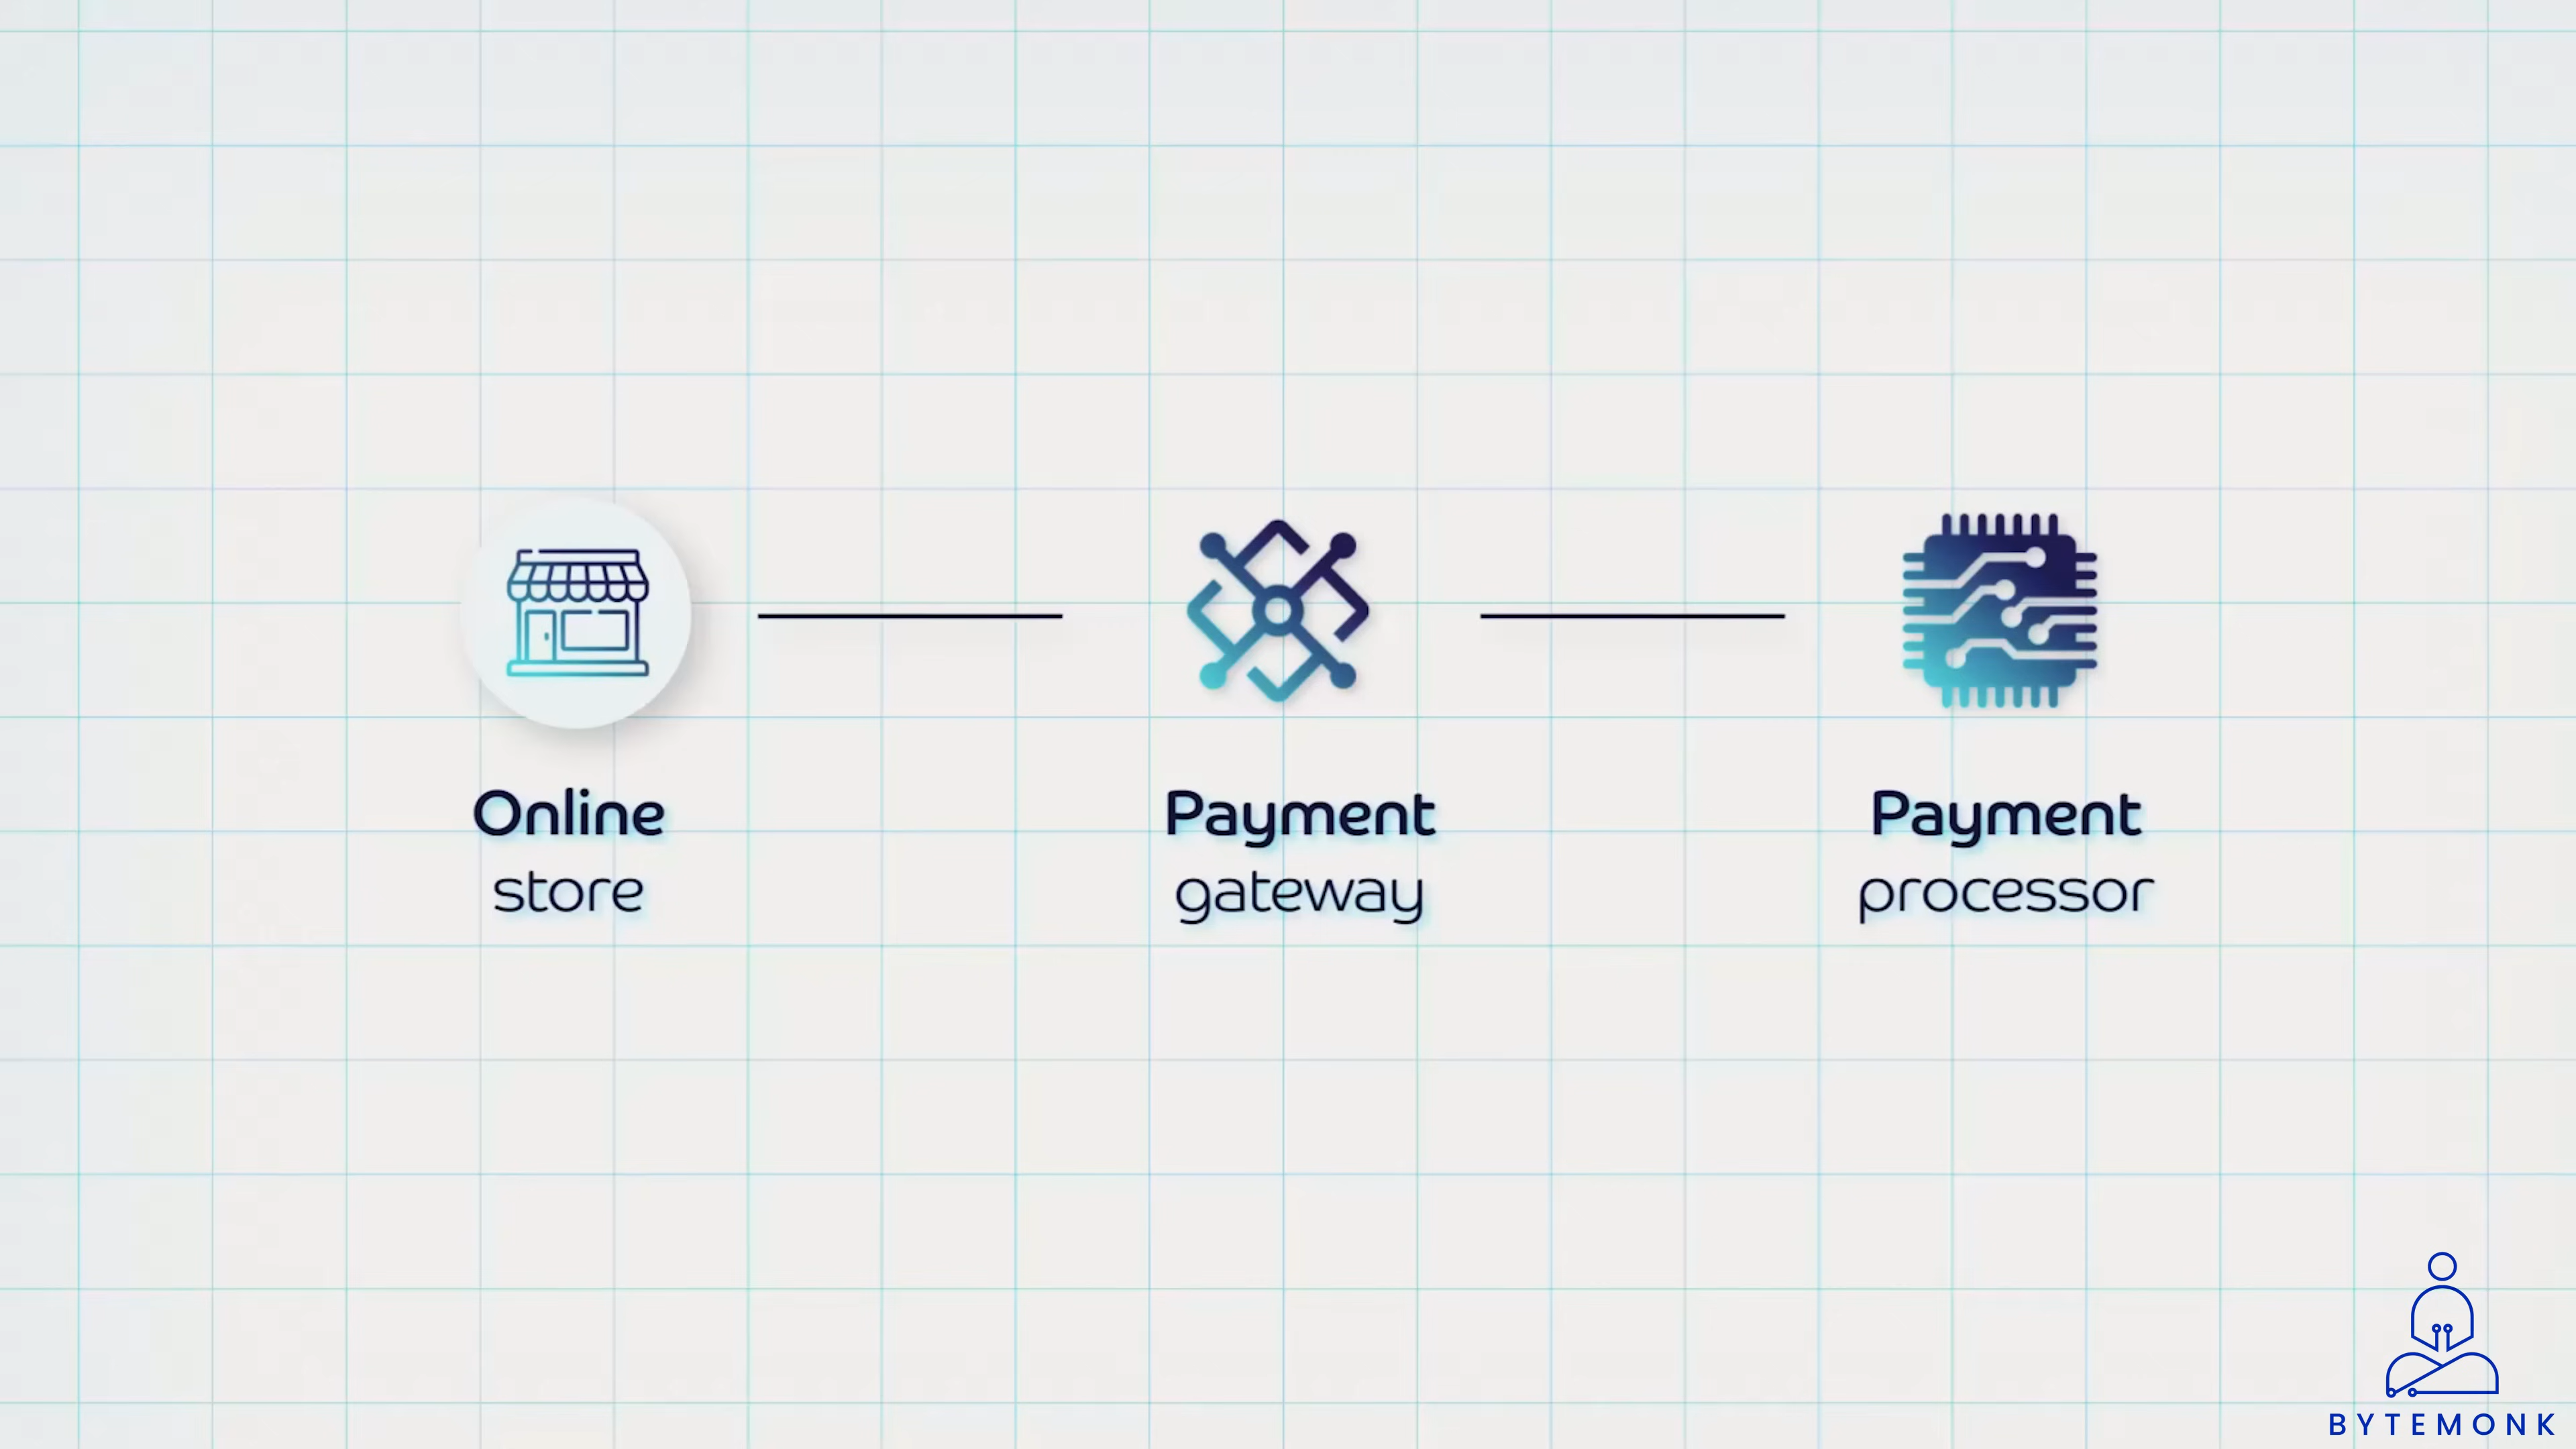 Online
store
Payment
gateway
Payment
processor
BYTEMONK